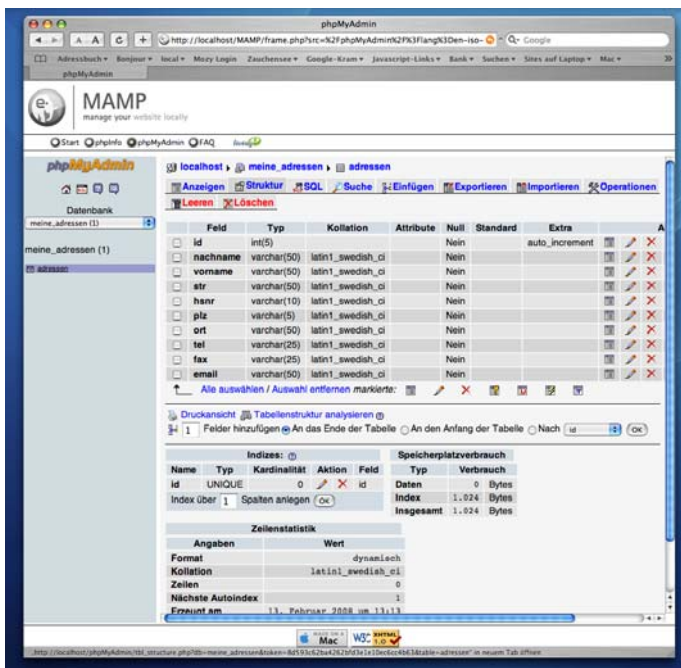 phpMyAdmin
A A C + http://localhost/MAMP/frame.php?src=%2FphpMyAdmin%2F%3Flang%3Den-iso- Q- Google
Adressbuch Bonjour local Mozy Login Zauchensee Google-Kram Javascript-Links Bank Suchen Sites auf Laptop Mac
phpMyAdmin
MAMP
manage your website locally
Start phpInfo phpMyAdmin FAQ
phpMyAdmin
Datenbank
meine_adressen (1)
meine_adressen (1)
adressen
localhost meine_adressen adressen
Anzeigen Struktur SQL Suche Einfügen Exportieren Importieren Operationen
Leeren Löschen
Feld Typ Kollation Attribute Null Standard Extra A
id int(5) Nein auto_increment
nachname varchar(50) latin1_swedish_ci Nein
vorname varchar(50) latin1_swedish_ci Nein
str varchar(50) latin1_swedish_ci Nein
hsnr varchar(10) latin1_swedish_ci Nein
plz varchar(5) latin1_swedish_ci Nein
ort varchar(50) latin1_swedish_ci Nein
tel varchar(25) latin1_swedish_ci Nein
fax varchar(25) latin1_swedish_ci Nein
email varchar(50) latin1_swedish_ci Nein
Alle auswählen / Auswahl entfernen markierte:
Druckansicht Tabellenstruktur analysieren
1 Felder hinzufügen An das Ende der Tabelle An den Anfang der Tabelle Nach id OK
Indizes:
Name Typ Kardinalität Aktion Feld
id UNIQUE 0 id
Index über 1 Spalten anlegen OK
Speicherplatzverbrauch
Typ Verbrauch
Daten 0 Bytes
Index 1.024 Bytes
Insgesamt 1.024 Bytes
Zeilenstatistik
Angaben Wert
Format dynamisch
Kollation latin1_swedish_ci
Zeilen 0
Nächste Autoindex 1
Erzeugt am 13. Februar 2008 um 13:13
MADE ON A Mac W3C XHTML 1.0